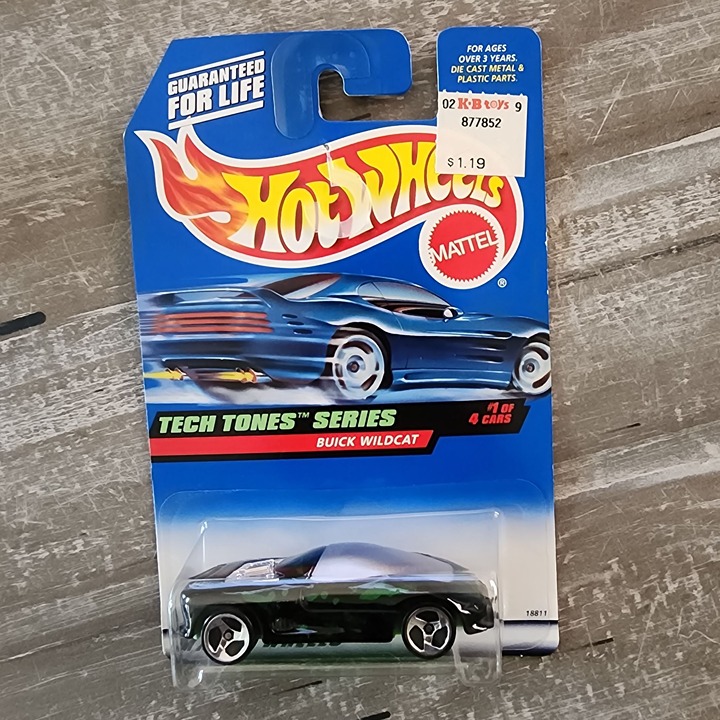 GUARANTEED
FOR LIFE
FOR AGES
OVER 3 YEARS.
DIE CAST METAL &
PLASTIC PARTS.
02 K·B toys 9
877852
$1.19
HOT WHEELS
MATTEL
®
TECH TONES™ SERIES
BUICK WILDCAT
#1 OF
4 CARS
18811